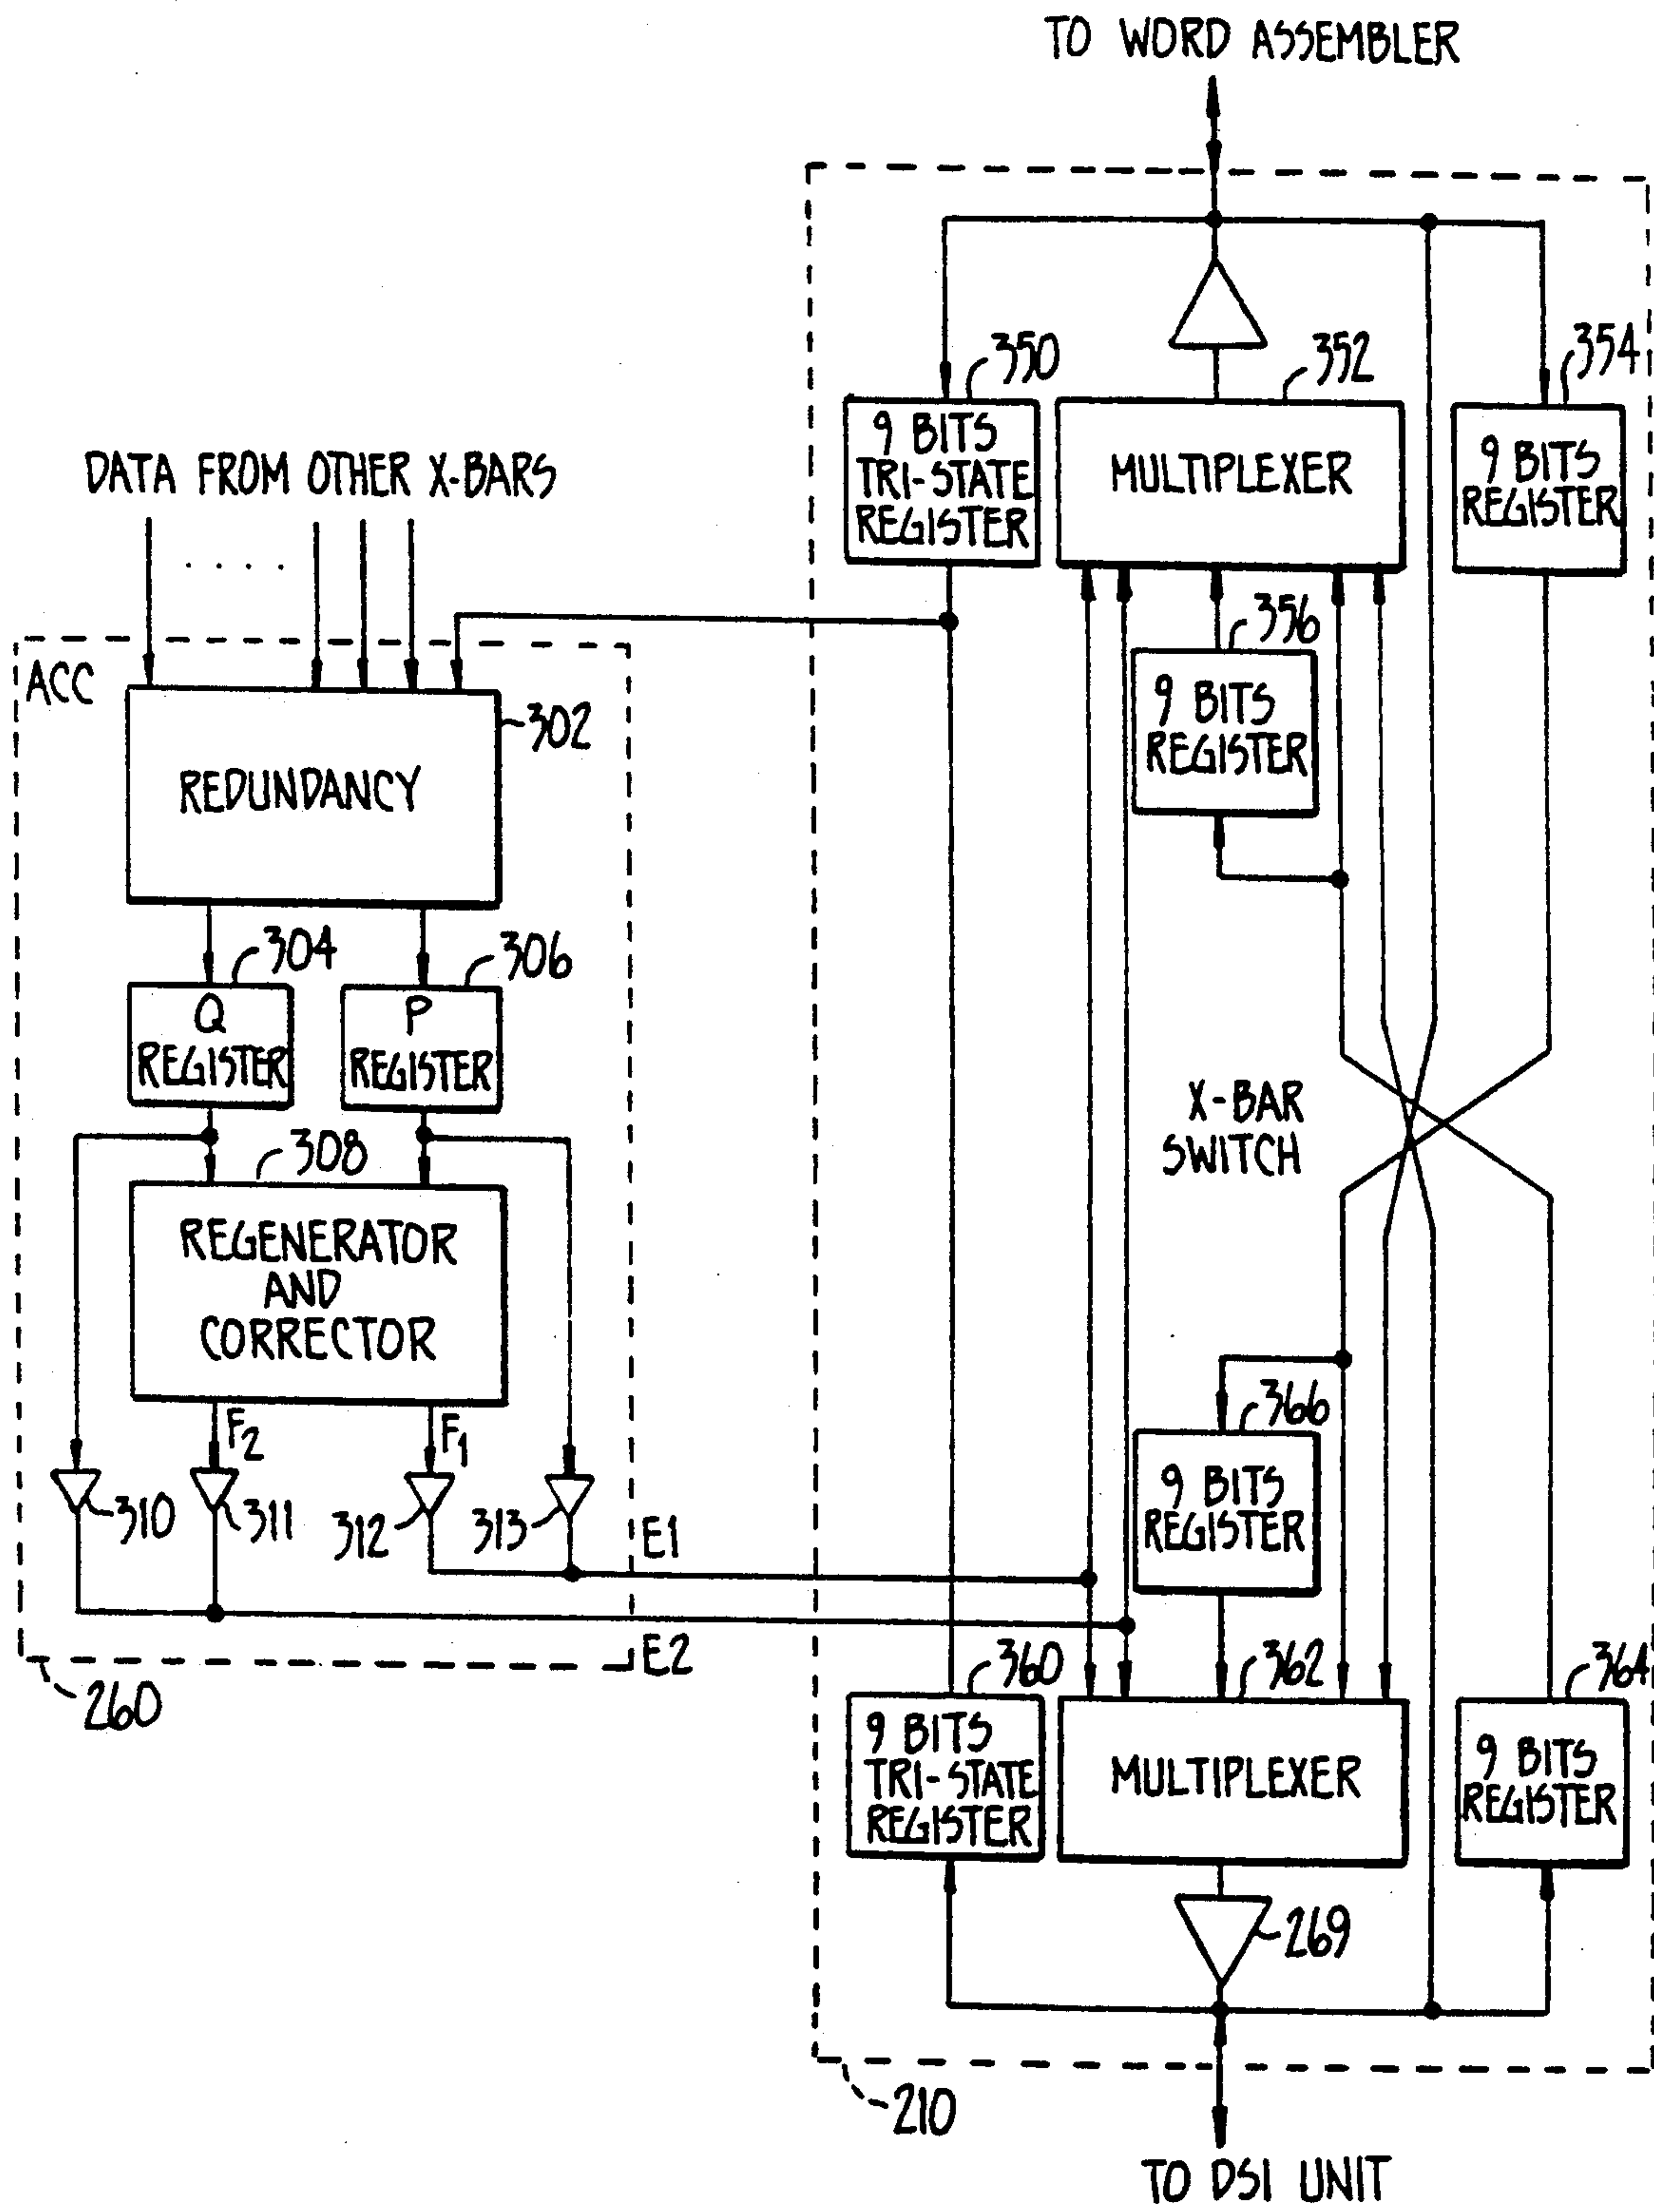 TO WORD ASSEMBLER
350
352
354
9 BITS
TRI-STATE
REGISTER
MULTIPLEXER
9 BITS
REGISTER
DATA FROM OTHER X-BARS
. . . . .
356
9 BITS
REGISTER
ACC
302
REDUNDANCY
304
306
Q
REGISTER
P
REGISTER
X-BAR
SWITCH
308
REGENERATOR
AND
CORRECTOR
F2
F1
310
311
312
313
E1
E2
260
366
9 BITS
REGISTER
360
362
364
9 BITS
TRI-STATE
REGISTER
MULTIPLEXER
9 BITS
REGISTER
269
210
TO DSI UNIT